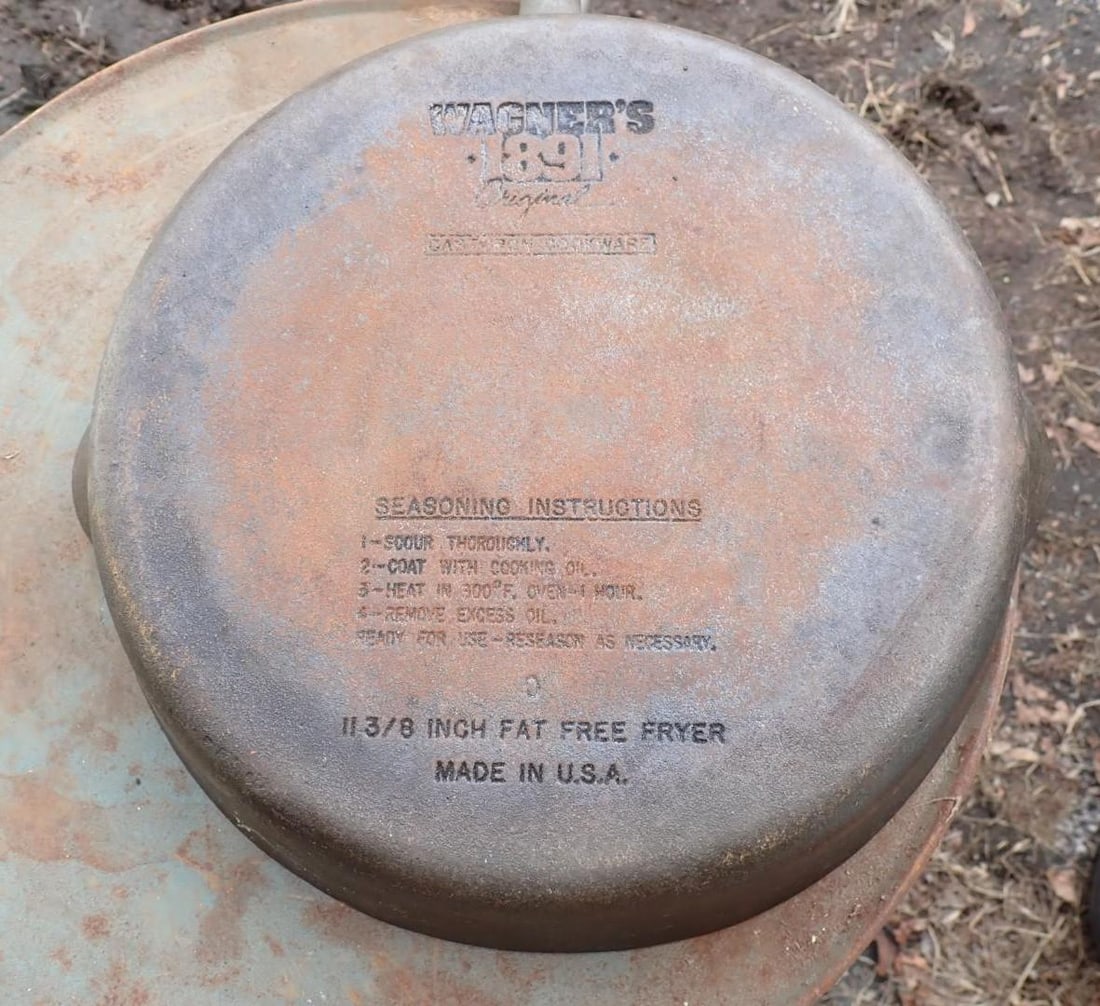 WAGNER'S
· 1891 ·
Original
CAST IRON COOKWARE
SEASONING INSTRUCTIONS
1-SCOUR THOROUGHLY.
2-COAT WITH COOKING OIL.
3-HEAT IN 300°F. OVEN-1 HOUR.
4-REMOVE EXCESS OIL.
READY FOR USE-RESEASON AS NECESSARY.
O
11 3/8 INCH FAT FREE FRYER
MADE IN U.S.A.